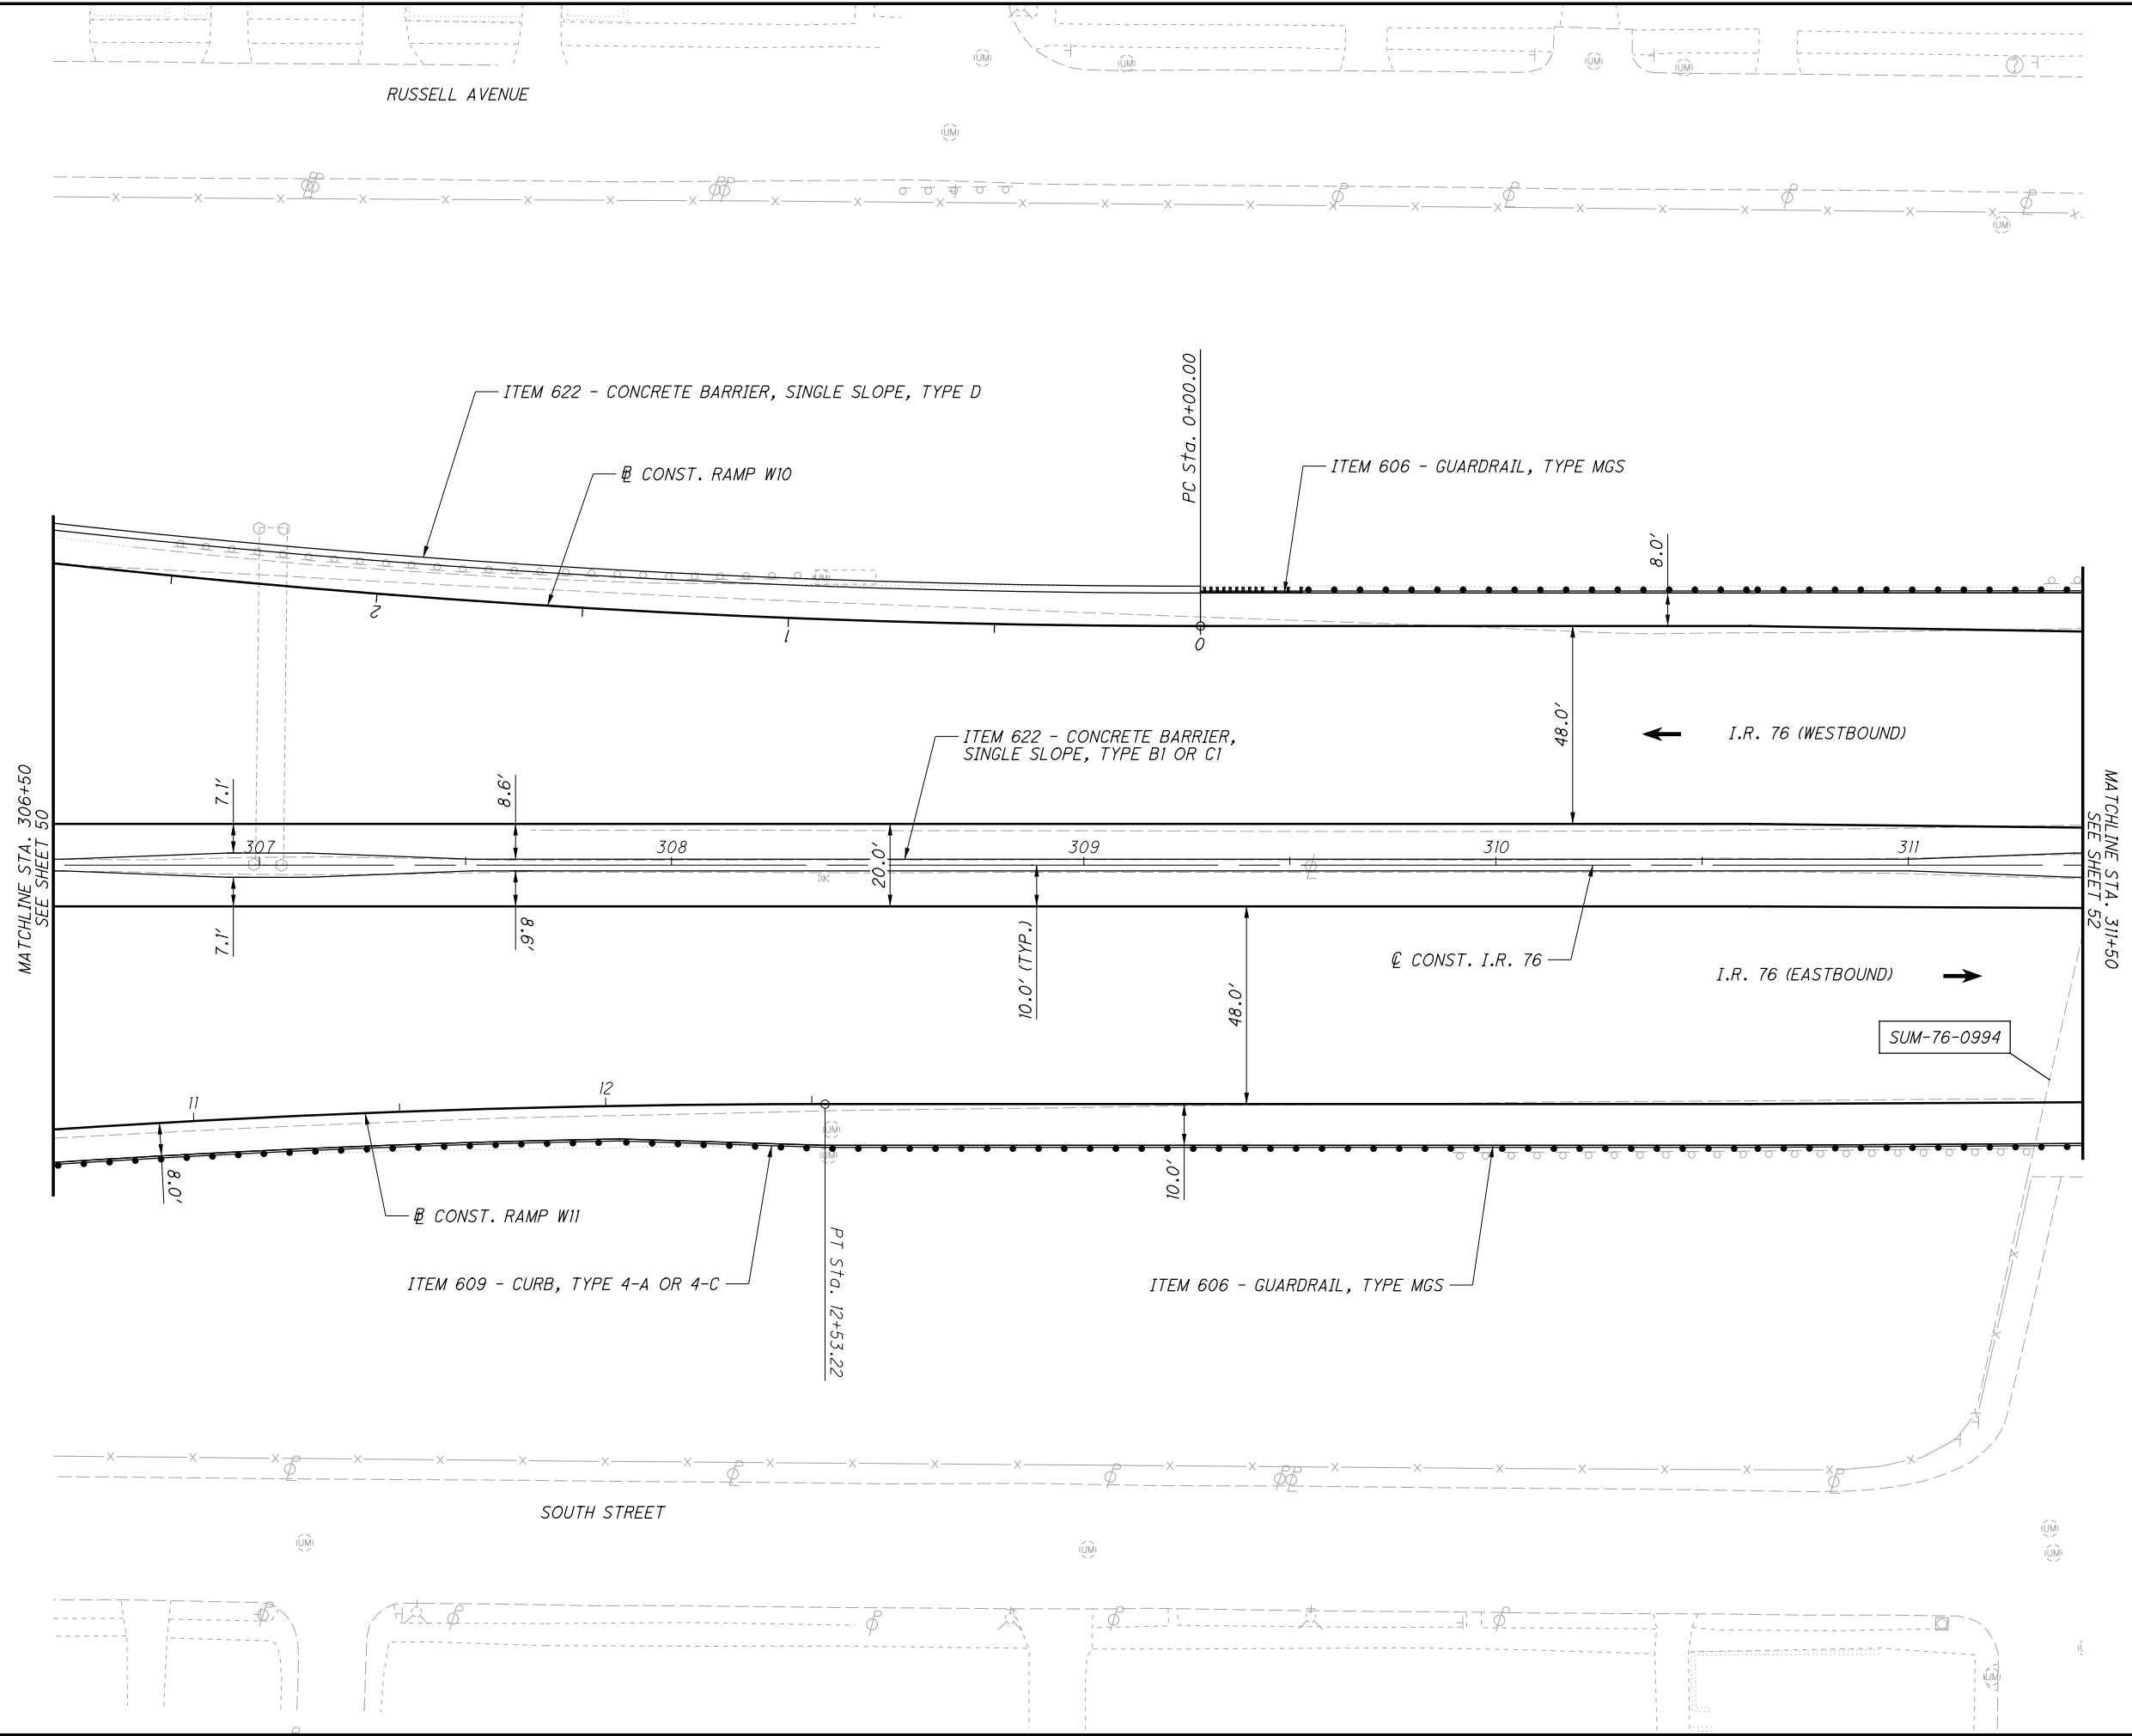 RUSSELL AVENUE
ITEM 622 - CONCRETE BARRIER, SINGLE SLOPE, TYPE D
PC Sta. 0+00.00
ITEM 606 - GUARDRAIL, TYPE MGS
℄ CONST. RAMP W10
8.0'
2
1
0
48.0'
I.R. 76 (WESTBOUND)
ITEM 622 - CONCRETE BARRIER,
SINGLE SLOPE, TYPE B1 OR C1
7.1'
8.6'
MATCHLINE STA. 306+50
SEE SHEET 50
307
308
309
310
311
20.0'
MATCHLINE STA. 311+50
SEE SHEET 52
7.1'
8.6'
10.0' (TYP.)
℄ CONST. I.R. 76
48.0'
I.R. 76 (EASTBOUND)
SUM-76-0994
11
12
8.0'
10.0'
℄ CONST. RAMP W11
PT Sta. 12+53.22
ITEM 609 - CURB, TYPE 4-A OR 4-C
ITEM 606 - GUARDRAIL, TYPE MGS
SOUTH STREET